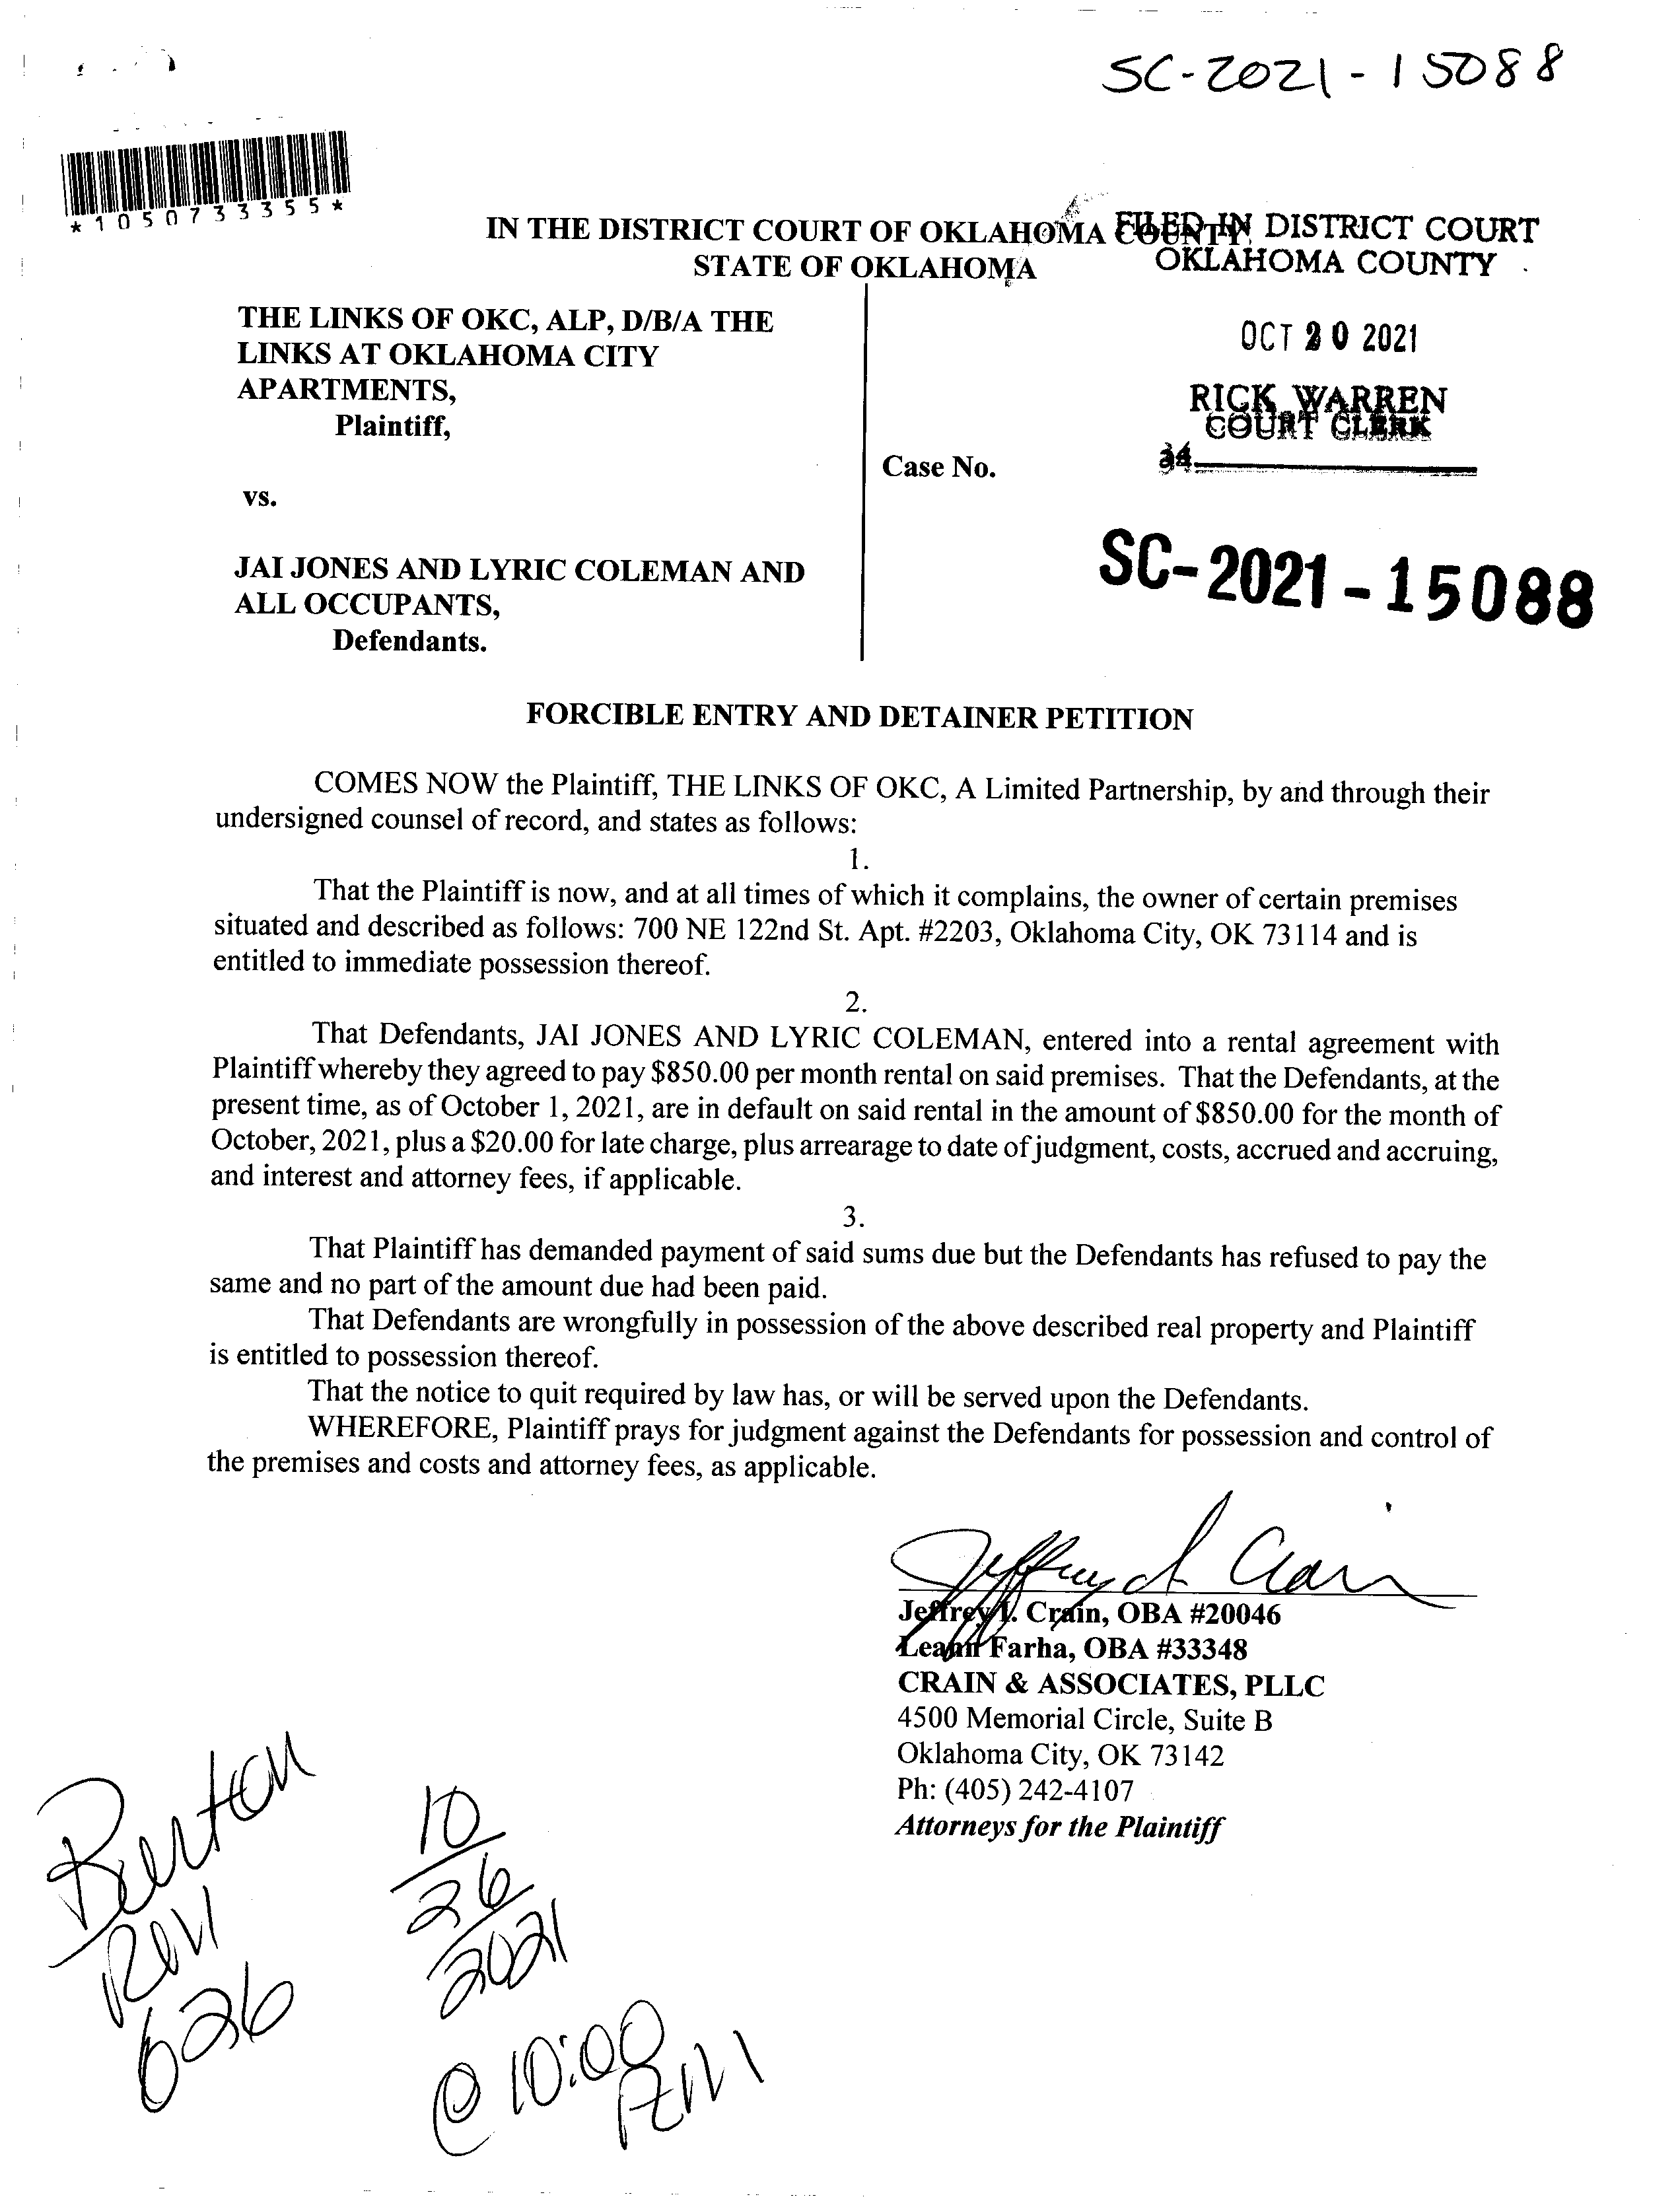 SC-2021-15088
*1050733355*
IN THE DISTRICT COURT OF OKLAHOMA COUNTY
STATE OF OKLAHOMA
FILED IN DISTRICT COURT
OKLAHOMA COUNTY
OCT 20 2021
RICK WARREN
COURT CLERK
34
THE LINKS OF OKC, ALP, D/B/A THE
LINKS AT OKLAHOMA CITY
APARTMENTS,
Plaintiff,
vs.
JAI JONES AND LYRIC COLEMAN AND
ALL OCCUPANTS,
Defendants.
Case No.
SC-2021-15088
FORCIBLE ENTRY AND DETAINER PETITION
COMES NOW the Plaintiff, THE LINKS OF OKC, A Limited Partnership, by and through their
undersigned counsel of record, and states as follows:
1.
That the Plaintiff is now, and at all times of which it complains, the owner of certain premises
situated and described as follows: 700 NE 122nd St. Apt. #2203, Oklahoma City, OK 73114 and is
entitled to immediate possession thereof.
2.
That Defendants, JAI JONES AND LYRIC COLEMAN, entered into a rental agreement with
Plaintiff whereby they agreed to pay $850.00 per month rental on said premises. That the Defendants, at the
present time, as of October 1, 2021, are in default on said rental in the amount of $850.00 for the month of
October, 2021, plus a $20.00 for late charge, plus arrearage to date of judgment, costs, accrued and accruing,
and interest and attorney fees, if applicable.
3.
That Plaintiff has demanded payment of said sums due but the Defendants has refused to pay the
same and no part of the amount due had been paid.
That Defendants are wrongfully in possession of the above described real property and Plaintiff
is entitled to possession thereof.
That the notice to quit required by law has, or will be served upon the Defendants.
WHEREFORE, Plaintiff prays for judgment against the Defendants for possession and control of
the premises and costs and attorney fees, as applicable.
Jeffrey I. Crain, OBA #20046
Leann Farha, OBA #33348
CRAIN & ASSOCIATES, PLLC
4500 Memorial Circle, Suite B
Oklahoma City, OK 73142
Ph: (405) 242-4107
Attorneys for the Plaintiff
Burton
RM
626
10
26
2021
@ 10:00
AM